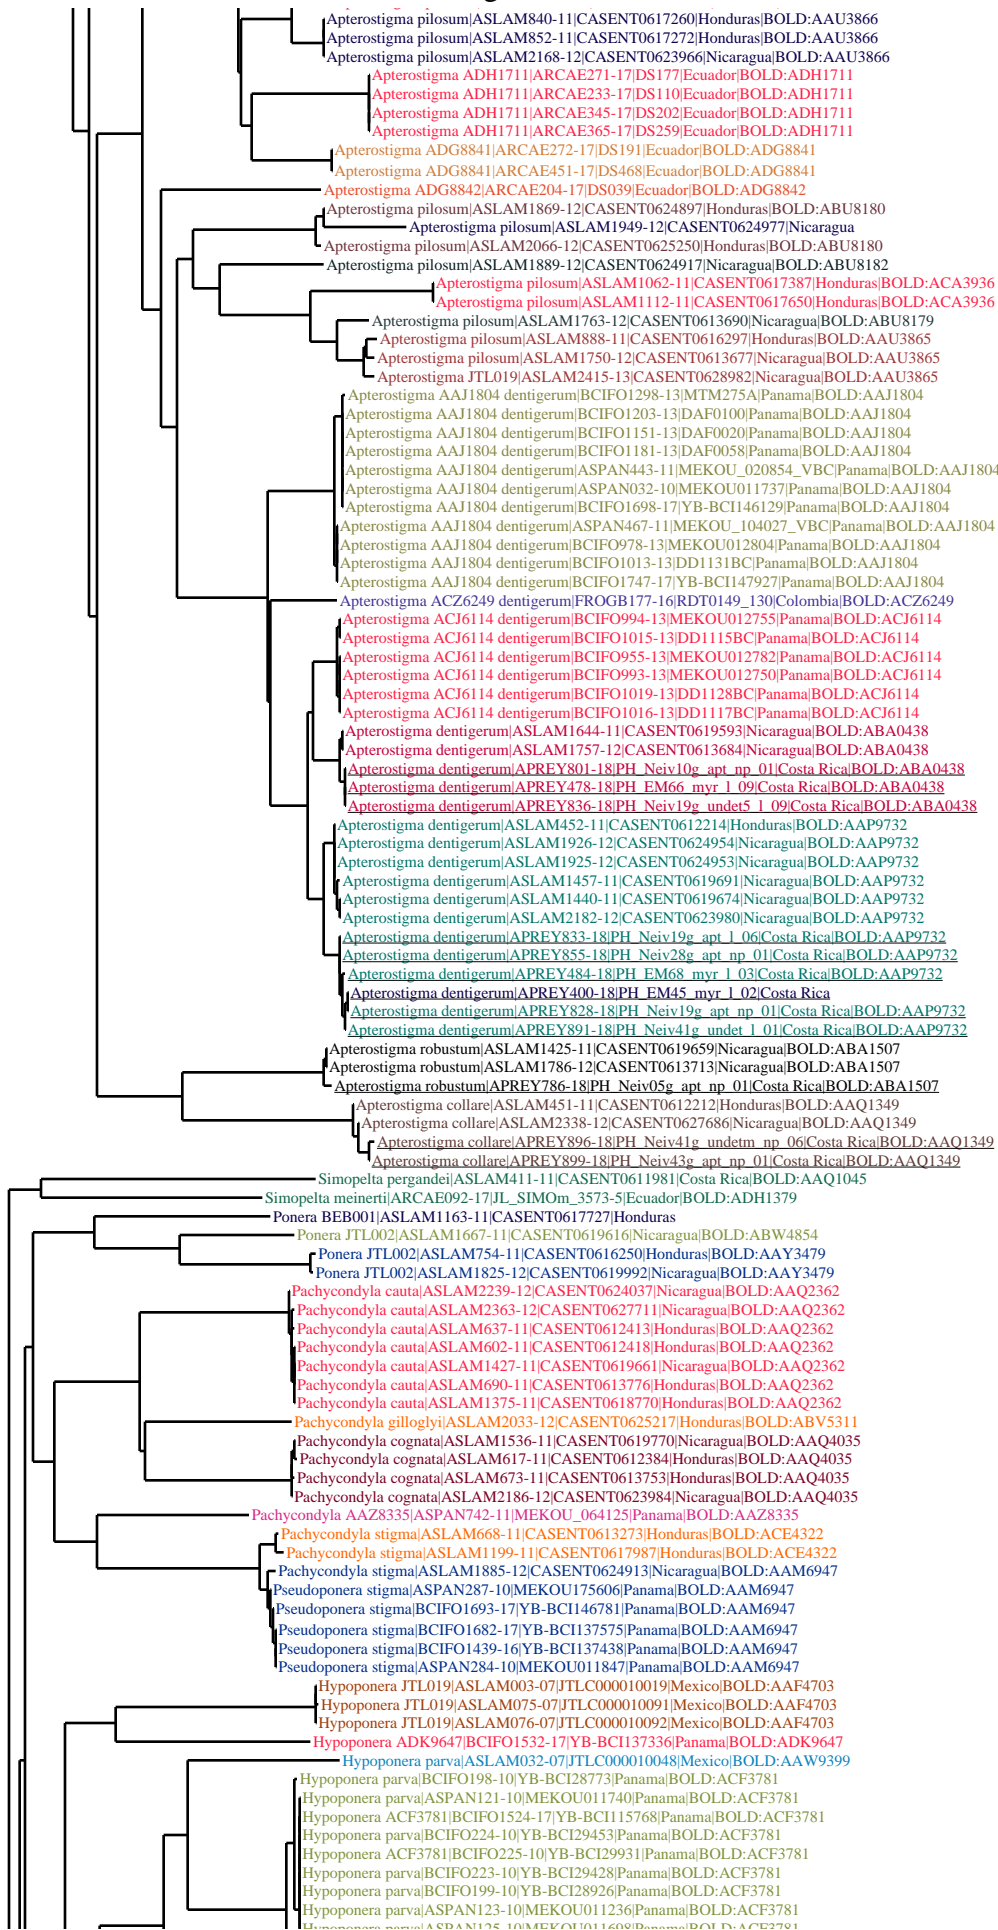 Apterostigma pilosum|ASLAM840-11|CASENT0617260|Honduras|BOLD:AAU3866
Apterostigma pilosum|ASLAM852-11|CASENT0617272|Honduras|BOLD:AAU3866
Apterostigma pilosum|ASLAM2168-12|CASENT0623966|Nicaragua|BOLD:AAU3866
Apterostigma ADH1711|ARCAE271-17|DS177|Ecuador|BOLD:ADH1711
Apterostigma ADH1711|ARCAE233-17|DS110|Ecuador|BOLD:ADH1711
Apterostigma ADH1711|ARCAE345-17|DS202|Ecuador|BOLD:ADH1711
Apterostigma ADH1711|ARCAE365-17|DS259|Ecuador|BOLD:ADH1711
Apterostigma ADG8841|ARCAE272-17|DS191|Ecuador|BOLD:ADG8841
Apterostigma ADG8841|ARCAE451-17|DS468|Ecuador|BOLD:ADG8841
Apterostigma ADG8842|ARCAE204-17|DS039|Ecuador|BOLD:ADG8842
Apterostigma pilosum|ASLAM1869-12|CASENT0624897|Honduras|BOLD:ABU8180
Apterostigma pilosum|ASLAM1949-12|CASENT0624977|Nicaragua
Apterostigma pilosum|ASLAM2066-12|CASENT0625250|Honduras|BOLD:ABU8180
Apterostigma pilosum|ASLAM1889-12|CASENT0624917|Nicaragua|BOLD:ABU8182
Apterostigma pilosum|ASLAM1062-11|CASENT0617387|Honduras|BOLD:ACA3936
Apterostigma pilosum|ASLAM1112-11|CASENT0617650|Honduras|BOLD:ACA3936
Apterostigma pilosum|ASLAM1763-12|CASENT0613690|Nicaragua|BOLD:ABU8179
Apterostigma pilosum|ASLAM888-11|CASENT0616297|Honduras|BOLD:AAU3865
Apterostigma pilosum|ASLAM1750-12|CASENT0613677|Nicaragua|BOLD:AAU3865
Apterostigma JTL019|ASLAM2415-13|CASENT0628982|Nicaragua|BOLD:AAU3865
Apterostigma AAJ1804 dentigerum|BCIFO1298-13|MTM275A|Panama|BOLD:AAJ1804
Apterostigma AAJ1804 dentigerum|BCIFO1203-13|DAF0100|Panama|BOLD:AAJ1804
Apterostigma AAJ1804 dentigerum|BCIFO1151-13|DAF0020|Panama|BOLD:AAJ1804
Apterostigma AAJ1804 dentigerum|BCIFO1181-13|DAF0058|Panama|BOLD:AAJ1804
Apterostigma AAJ1804 dentigerum|ASPAN443-11|MEKOU_020854_VBC|Panama|BOLD:AAJ1804
Apterostigma AAJ1804 dentigerum|ASPAN032-10|MEKOU011737|Panama|BOLD:AAJ1804
Apterostigma AAJ1804 dentigerum|BCIFO1698-17|YB-BCI146129|Panama|BOLD:AAJ1804
Apterostigma AAJ1804 dentigerum|ASPAN467-11|MEKOU_104027_VBC|Panama|BOLD:AAJ1804
Apterostigma AAJ1804 dentigerum|BCIFO978-13|MEKOU012804|Panama|BOLD:AAJ1804
Apterostigma AAJ1804 dentigerum|BCIFO1013-13|DD1131BC|Panama|BOLD:AAJ1804
Apterostigma AAJ1804 dentigerum|BCIFO1747-17|YB-BCI147927|Panama|BOLD:AAJ1804
Apterostigma ACZ6249 dentigerum|FROGB177-16|RDT0149_130|Colombia|BOLD:ACZ6249
Apterostigma ACJ6114 dentigerum|BCIFO994-13|MEKOU012755|Panama|BOLD:ACJ6114
Apterostigma ACJ6114 dentigerum|BCIFO1015-13|DD1115BC|Panama|BOLD:ACJ6114
Apterostigma ACJ6114 dentigerum|BCIFO955-13|MEKOU012782|Panama|BOLD:ACJ6114
Apterostigma ACJ6114 dentigerum|BCIFO993-13|MEKOU012750|Panama|BOLD:ACJ6114
Apterostigma ACJ6114 dentigerum|BCIFO1019-13|DD1128BC|Panama|BOLD:ACJ6114
Apterostigma ACJ6114 dentigerum|BCIFO1016-13|DD1117BC|Panama|BOLD:ACJ6114
Apterostigma dentigerum|ASLAM1644-11|CASENT0619593|Nicaragua|BOLD:ABA0438
Apterostigma dentigerum|ASLAM1757-12|CASENT0613684|Nicaragua|BOLD:ABA0438
Apterostigma dentigerum|APREY801-18|PH_Neiv10g_apt_np_01|Costa Rica|BOLD:ABA0438
Apterostigma dentigerum|APREY478-18|PH_EM66_myr_l_09|Costa Rica|BOLD:ABA0438
Apterostigma dentigerum|APREY836-18|PH_Neiv19g_undet5_l_09|Costa Rica|BOLD:ABA0438
Apterostigma dentigerum|ASLAM452-11|CASENT0612214|Honduras|BOLD:AAP9732
Apterostigma dentigerum|ASLAM1926-12|CASENT0624954|Nicaragua|BOLD:AAP9732
Apterostigma dentigerum|ASLAM1925-12|CASENT0624953|Nicaragua|BOLD:AAP9732
Apterostigma dentigerum|ASLAM1457-11|CASENT0619691|Nicaragua|BOLD:AAP9732
Apterostigma dentigerum|ASLAM1440-11|CASENT0619674|Nicaragua|BOLD:AAP9732
Apterostigma dentigerum|ASLAM2182-12|CASENT0623980|Nicaragua|BOLD:AAP9732
Apterostigma dentigerum|APREY833-18|PH_Neiv19g_apt_l_06|Costa Rica|BOLD:AAP9732
Apterostigma dentigerum|APREY855-18|PH_Neiv28g_apt_np_01|Costa Rica|BOLD:AAP9732
Apterostigma dentigerum|APREY484-18|PH_EM68_myr_l_03|Costa Rica|BOLD:AAP9732
Apterostigma dentigerum|APREY400-18|PH_EM45_myr_l_02|Costa Rica
Apterostigma dentigerum|APREY828-18|PH_Neiv19g_apt_np_01|Costa Rica|BOLD:AAP9732
Apterostigma dentigerum|APREY891-18|PH_Neiv41g_undet_l_01|Costa Rica|BOLD:AAP9732
Apterostigma robustum|ASLAM1425-11|CASENT0619659|Nicaragua|BOLD:ABA1507
Apterostigma robustum|ASLAM1786-12|CASENT0613713|Nicaragua|BOLD:ABA1507
Apterostigma robustum|APREY786-18|PH_Neiv05g_apt_np_01|Costa Rica|BOLD:ABA1507
Apterostigma collare|ASLAM451-11|CASENT0612212|Honduras|BOLD:AAQ1349
Apterostigma collare|ASLAM2338-12|CASENT0627686|Nicaragua|BOLD:AAQ1349
Apterostigma collare|APREY896-18|PH_Neiv41g_undetm_np_06|Costa Rica|BOLD:AAQ1349
Apterostigma collare|APREY899-18|PH_Neiv43g_apt_np_01|Costa Rica|BOLD:AAQ1349
Simopelta pergandei|ASLAM411-11|CASENT0611981|Costa Rica|BOLD:AAQ1045
Simopelta meinerti|ARCAE092-17|JL_SIMOm_3573-5|Ecuador|BOLD:ADH1379
Ponera BEB001|ASLAM1163-11|CASENT0617727|Honduras
Ponera JTL002|ASLAM1667-11|CASENT0619616|Nicaragua|BOLD:ABW4854
Ponera JTL002|ASLAM754-11|CASENT0616250|Honduras|BOLD:AAY3479
Ponera JTL002|ASLAM1825-12|CASENT0619992|Nicaragua|BOLD:AAY3479
Pachycondyla cauta|ASLAM2239-12|CASENT0624037|Nicaragua|BOLD:AAQ2362
Pachycondyla cauta|ASLAM2363-12|CASENT0627711|Nicaragua|BOLD:AAQ2362
Pachycondyla cauta|ASLAM637-11|CASENT0612413|Honduras|BOLD:AAQ2362
Pachycondyla cauta|ASLAM602-11|CASENT0612418|Honduras|BOLD:AAQ2362
Pachycondyla cauta|ASLAM1427-11|CASENT0619661|Nicaragua|BOLD:AAQ2362
Pachycondyla cauta|ASLAM690-11|CASENT0613776|Honduras|BOLD:AAQ2362
Pachycondyla cauta|ASLAM1375-11|CASENT0618770|Honduras|BOLD:AAQ2362
Pachycondyla gilloglyi|ASLAM2033-12|CASENT0625217|Honduras|BOLD:ABV5311
Pachycondyla cognata|ASLAM1536-11|CASENT0619770|Nicaragua|BOLD:AAQ4035
Pachycondyla cognata|ASLAM617-11|CASENT0612384|Honduras|BOLD:AAQ4035
Pachycondyla cognata|ASLAM673-11|CASENT0613753|Honduras|BOLD:AAQ4035
Pachycondyla cognata|ASLAM2186-12|CASENT0623984|Nicaragua|BOLD:AAQ4035
Pachycondyla AAZ8335|ASPAN742-11|MEKOU_064125|Panama|BOLD:AAZ8335
Pachycondyla stigma|ASLAM668-11|CASENT0613273|Honduras|BOLD:ACE4322
Pachycondyla stigma|ASLAM1199-11|CASENT0617987|Honduras|BOLD:ACE4322
Pachycondyla stigma|ASLAM1885-12|CASENT0624913|Nicaragua|BOLD:AAM6947
Pseudoponera stigma|ASPAN287-10|MEKOU175606|Panama|BOLD:AAM6947
Pseudoponera stigma|BCIFO1693-17|YB-BCI146781|Panama|BOLD:AAM6947
Pseudoponera stigma|BCIFO1682-17|YB-BCI137575|Panama|BOLD:AAM6947
Pseudoponera stigma|BCIFO1439-16|YB-BCI137438|Panama|BOLD:AAM6947
Pseudoponera stigma|ASPAN284-10|MEKOU011847|Panama|BOLD:AAM6947
Hypoponera JTL019|ASLAM003-07|JTLC000010019|Mexico|BOLD:AAF4703
Hypoponera JTL019|ASLAM075-07|JTLC000010091|Mexico|BOLD:AAF4703
Hypoponera JTL019|ASLAM076-07|JTLC000010092|Mexico|BOLD:AAF4703
Hypoponera ADK9647|BCIFO1532-17|YB-BCI137336|Panama|BOLD:ADK9647
Hypoponera parva|ASLAM032-07|JTLC000010048|Mexico|BOLD:AAW9399
Hypoponera parva|BCIFO198-10|YB-BCI28773|Panama|BOLD:ACF3781
Hypoponera parva|ASPAN121-10|MEKOU011740|Panama|BOLD:ACF3781
Hypoponera ACF3781|BCIFO1524-17|YB-BCI115768|Panama|BOLD:ACF3781
Hypoponera parva|BCIFO224-10|YB-BCI29453|Panama|BOLD:ACF3781
Hypoponera ACF3781|BCIFO225-10|YB-BCI29931|Panama|BOLD:ACF3781
Hypoponera parva|BCIFO223-10|YB-BCI29428|Panama|BOLD:ACF3781
Hypoponera parva|BCIFO199-10|YB-BCI28926|Panama|BOLD:ACF3781
Hypoponera parva|ASPAN123-10|MEKOU011236|Panama|BOLD:ACF3781
Hypoponera parva|ASPAN125-10|MEKOU011698|Panama|BOLD:ACF3781